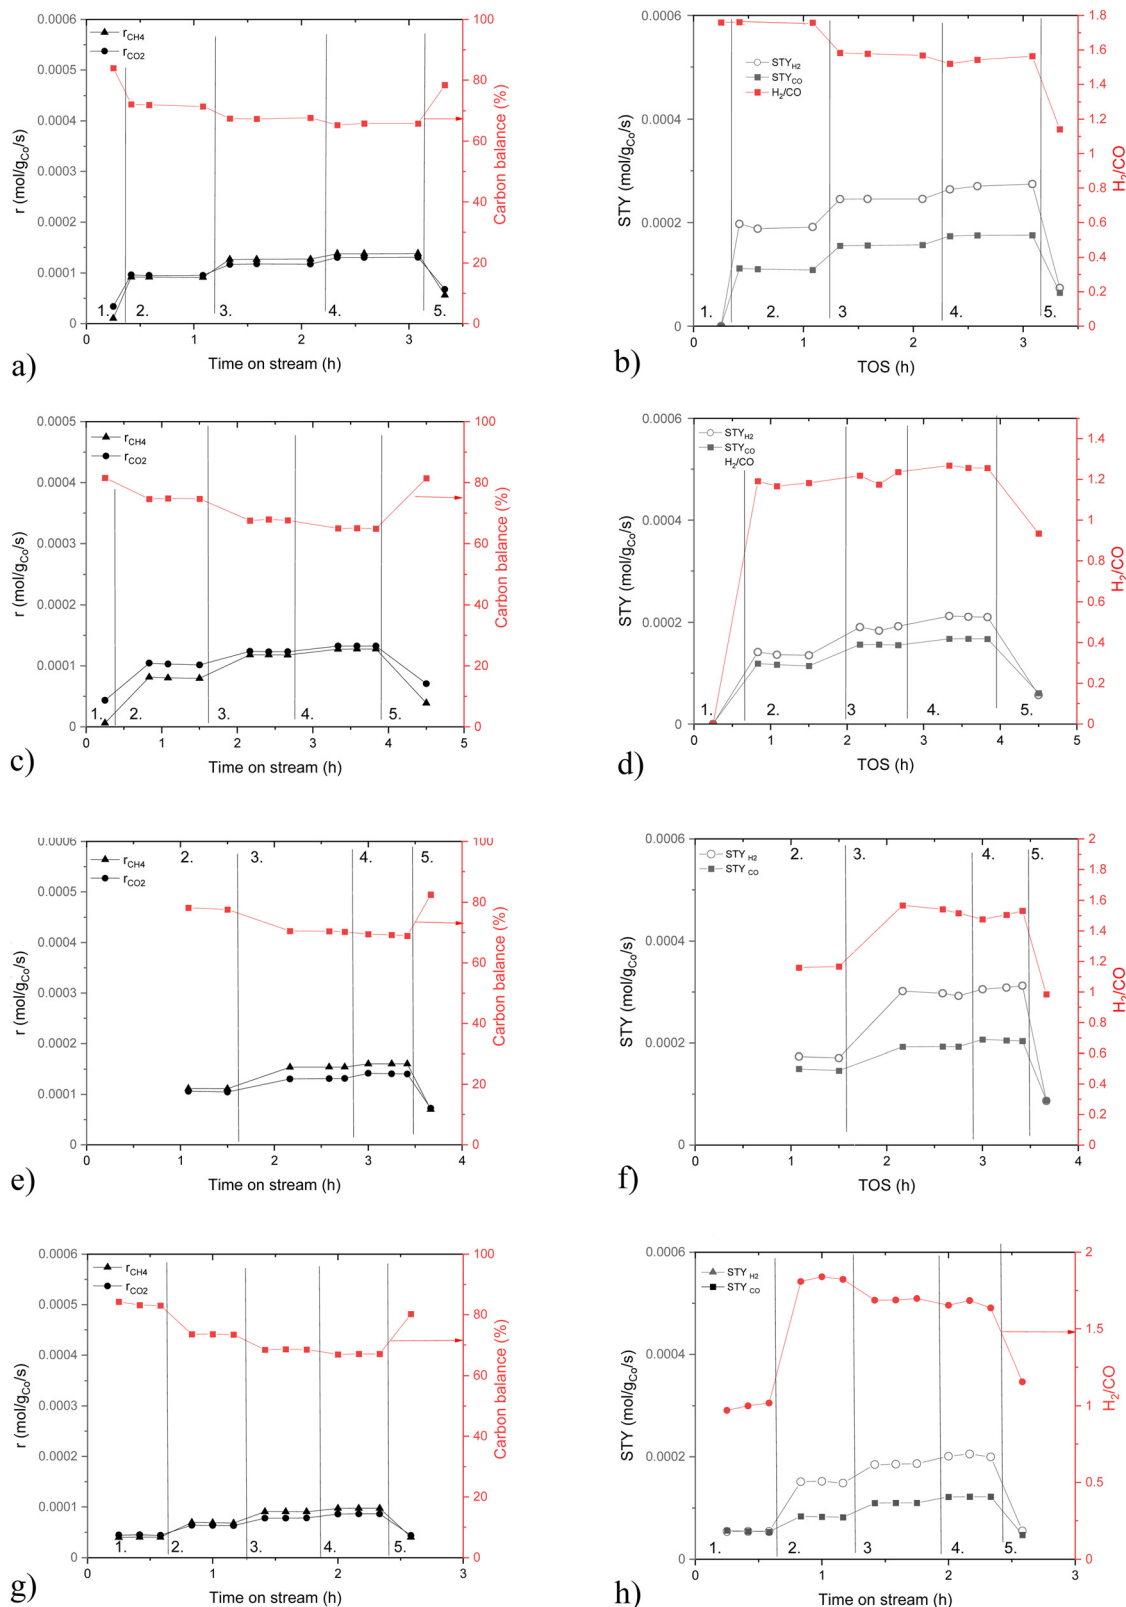 0.0006
0.0005
0.0004
0.0003
0.0002
0.0001
0
r (mol/g_Co/s)
r_CH4
r_CO2
100
80
60
40
20
0
Carbon balance (%)
1. 2. 3. 4. 5.
0 1 2 3
Time on stream (h)
a)
0.0006
0.0004
0.0002
0
STY (mol/g_Co/s)
STY_H2
STY_CO
H2/CO
1.8
1.6
1.4
1.2
1
0.8
0.6
0.4
0.2
0
H2/CO
1. 2. 3 4. 5.
0 1 2 3
TOS (h)
b)
0.0005
0.0004
0.0003
0.0002
0.0001
0
r (mol/g_Co/s)
r_CH4
r_CO2
100
80
60
40
20
0
Carbon balance (%)
1. 2. 3. 4. 5.
0 1 2 3 4 5
Time on stream (h)
c)
0.0006
0.0004
0.0002
0
STY (mol/g_Co/s)
STY_H2
STY_CO
H2/CO
1.4
1.2
1
0.8
0.6
0.4
0.2
0
H2/CO
1. 2. 3 4. 5.
0 1 2 3 4 5
TOS (h)
d)
0.0006
0.0005
0.0004
0.0003
0.0002
0.0001
0
r (mol/g_Co/s)
r_CH4
r_CO2
2. 3. 4. 5.
100
80
60
40
20
0
Carbon balance (%)
0 1 2 3 4
Time on stream (h)
e)
0.0006
0.0004
0.0002
0
STY (mol/g_Co/s)
2. 3. 4. 5.
STY H2
STY CO
2
1.8
1.6
1.4
1.2
1
0.8
0.6
0.4
0.2
0
H2/CO
0 1 2 3 4
TOS (h)
f)
0.0006
0.0005
0.0004
0.0003
0.0002
0.0001
0
r (mol/g_Co/s)
r_CH4
r_CO2
100
80
60
40
20
0
Carbon balance (%)
1. 2. 3. 4. 5.
0 1 2 3
Time on stream (h)
g)
0.0006
0.0004
0.0002
0
STY (mol/g_Co/s)
STY H2
STY CO
2
1.5
1
0.5
0
H2/CO
1. 2. 3 4. 5.
0 1 2 3
Time on stream (h)
h)